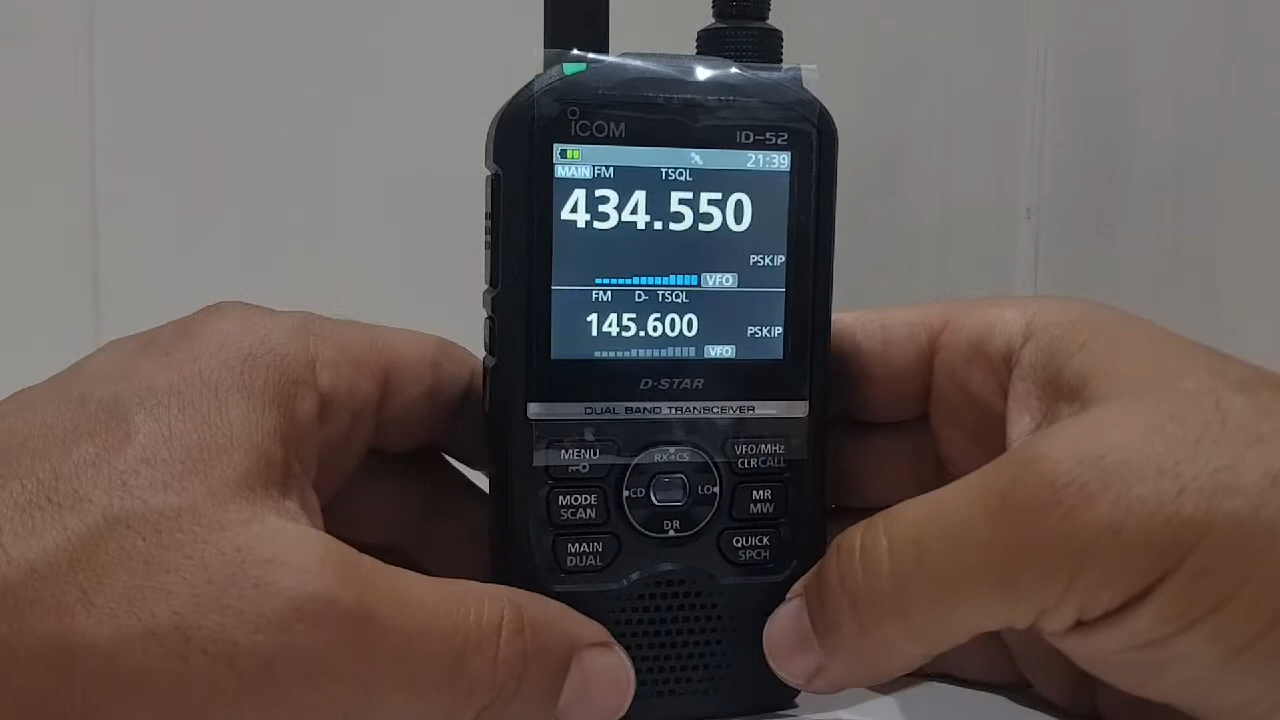 ICOM
ID-52
21:39
MAIN FM TSQL
434.550
PSKIP
VFO
FM D- TSQL
145.600 PSKIP
VFO
D-STAR
DUAL BAND TRANSCEIVER
MENU
RX→CS
VFO/MHz
CLR CALL
MODE
SCAN
CD
LO
MR
MW
DR
MAIN
DUAL
QUICK
SPCH